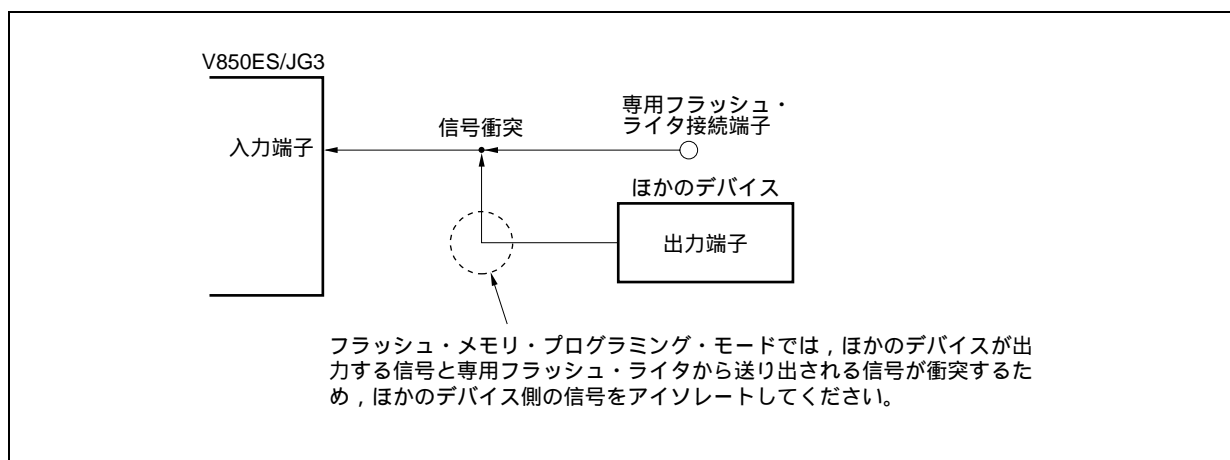 V850ES/JG3
専用フラッシュ・
ライタ接続端子
信号衝突
入力端子
ほかのデバイス
出力端子
フラッシュ・メモリ・プログラミング・モードでは，ほかのデバイスが出
力する信号と専用フラッシュ・ライタから送り出される信号が衝突するた
め，ほかのデバイス側の信号をアイソレートしてください。